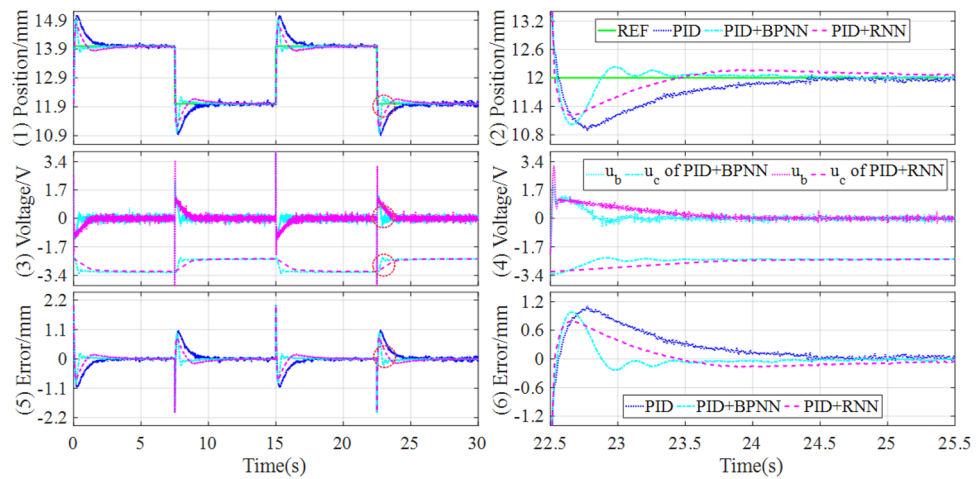 (1) Position/mm
14.9
13.9
12.9
11.9
10.9
(2) Position/mm
13.2
12.6
12
11.4
10.8
REF PID PID+BPNN PID+RNN
(3) Voltage/V
3.4
1.7
0
-1.7
-3.4
(4) Voltage/V
3.4
1.7
0
-1.7
-3.4
u_b u_c of PID+BPNN u_b u_c of PID+RNN
(5) Error/mm
2.2
1.1
0
-1.1
-2.2
0 5 10 15 20 25 30
Time(s)
(6) Error/mm
1.2
0.6
0
-0.6
-1.2
PID PID+BPNN PID+RNN
22.5 23 23.5 24 24.5 25 25.5
Time(s)